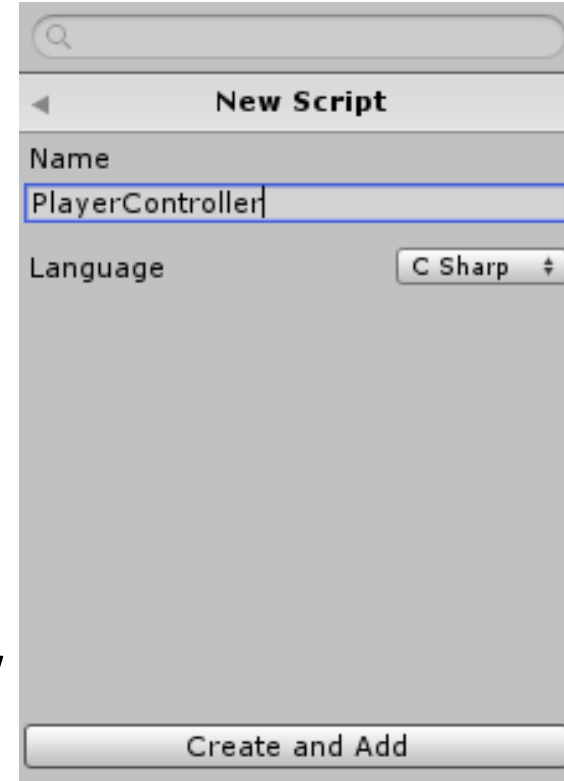 New Script
Name
PlayerController
Language
C Sharp
Create and Add